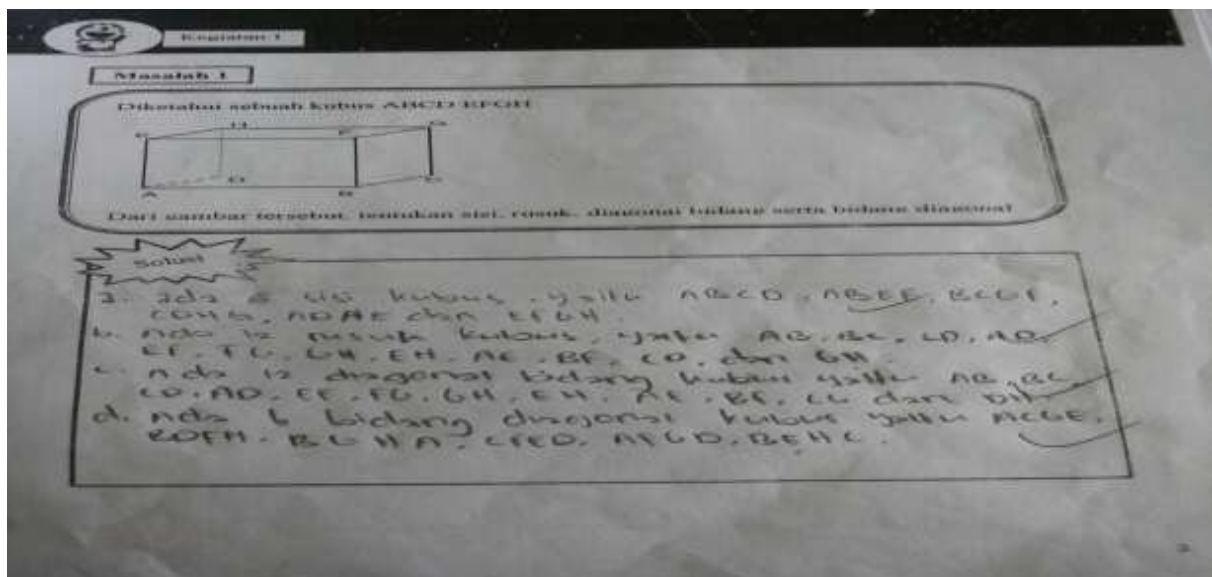 Kegiatan 1
Masalah 1
Diketahui sebuah kubus ABCD EFGH
H
G
E
F
A
B
Dari gambar tersebut, tentukan sisi, rusuk, diagonal bidang serta bidang diagonal
Solusi
a. ada 6 sisi kubus, yaitu ABCD, ABEF, BCGF,
CDHG, ADHE dan EFGH.
b. Ada 12 rusuk kubus, yaitu AB, BC, CD, AD,
EF, FG, GH, EH, AE, BF, dan GH
c. Ada 12 diagonal bidang kubus yaitu AB, BC,
CD, AD, EF, FG, GH, EH, AE, BF, CG dan DH
d. Ada 6 bidang diagonal kubus yaitu ACGE,
BDFH, BGHA, CFED, AFGD, BEHC.